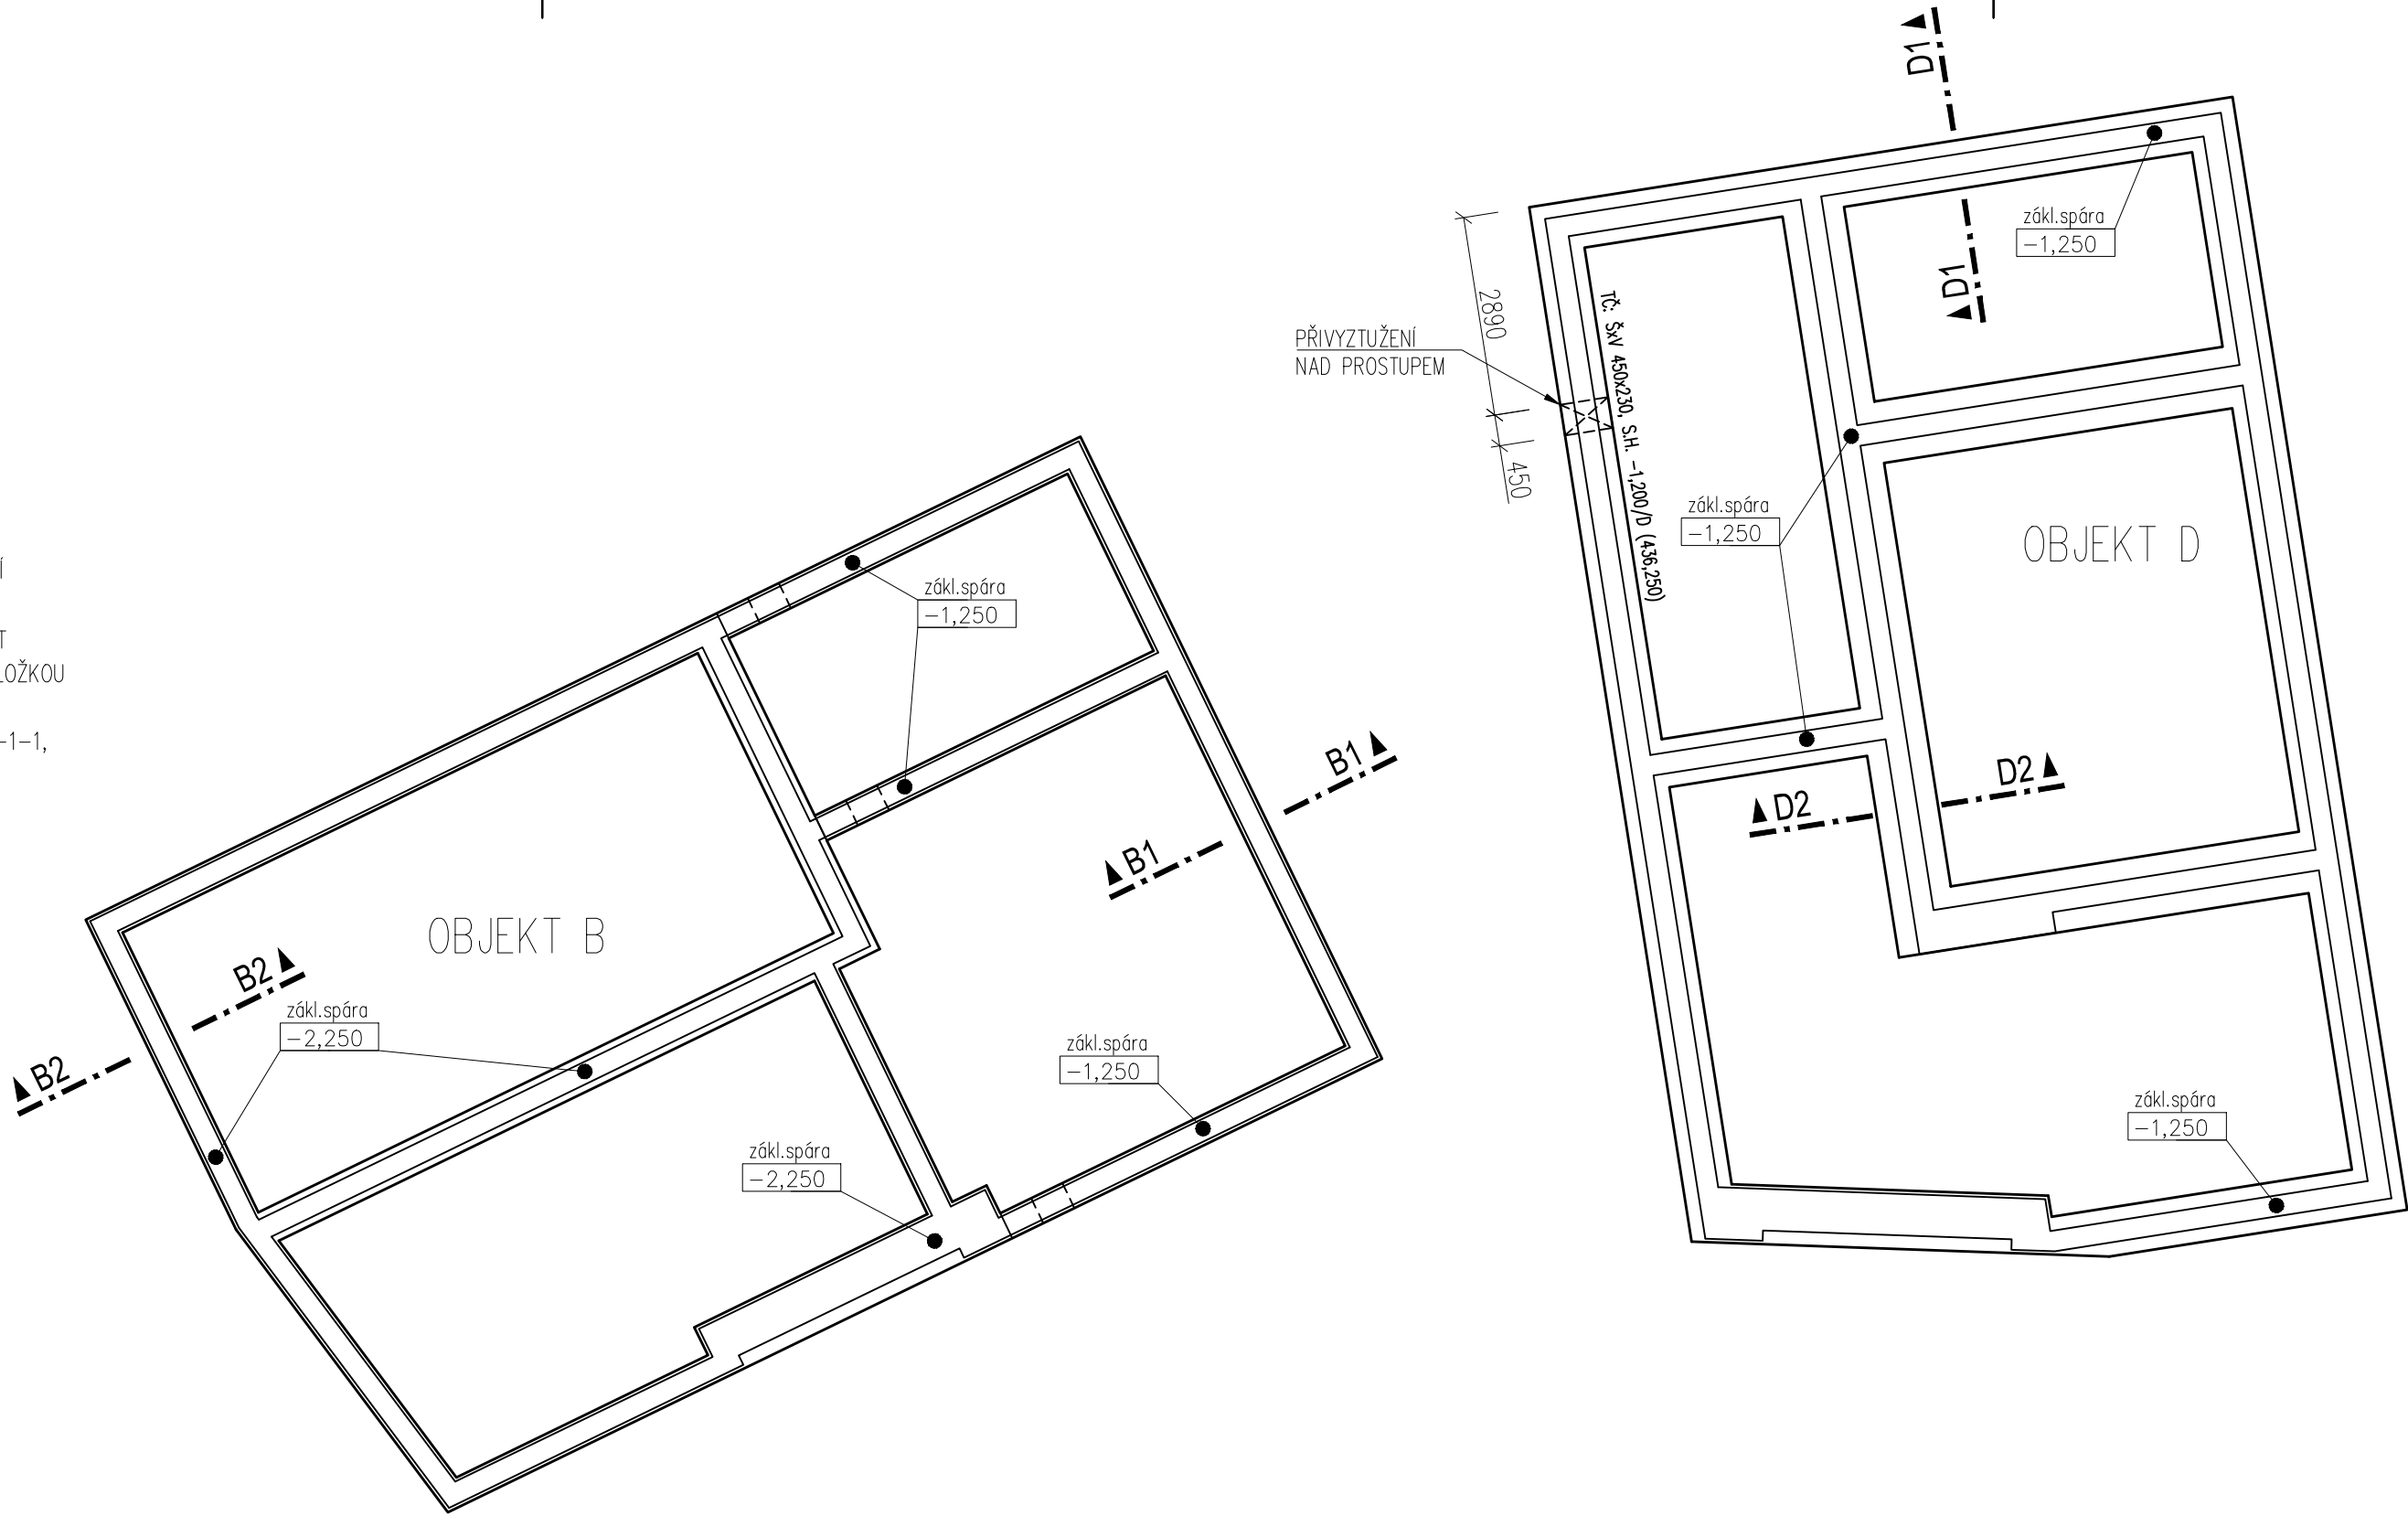 Í
T
LOŽKOU
-1-1,
OBJEKT B
zákl.spára
-1,250
zákl.spára
-2,250
zákl.spára
-2,250
zákl.spára
-1,250
B1
B1
B2
B2
PŘIVYZTUŽENÍ
NAD PROSTUPEM
2890
450
TČ: ŠxV 450x230, S.H. -1,200/D (436,250)
D1
D1
zákl.spára
-1,250
zákl.spára
-1,250
OBJEKT D
D2
D2
zákl.spára
-1,250